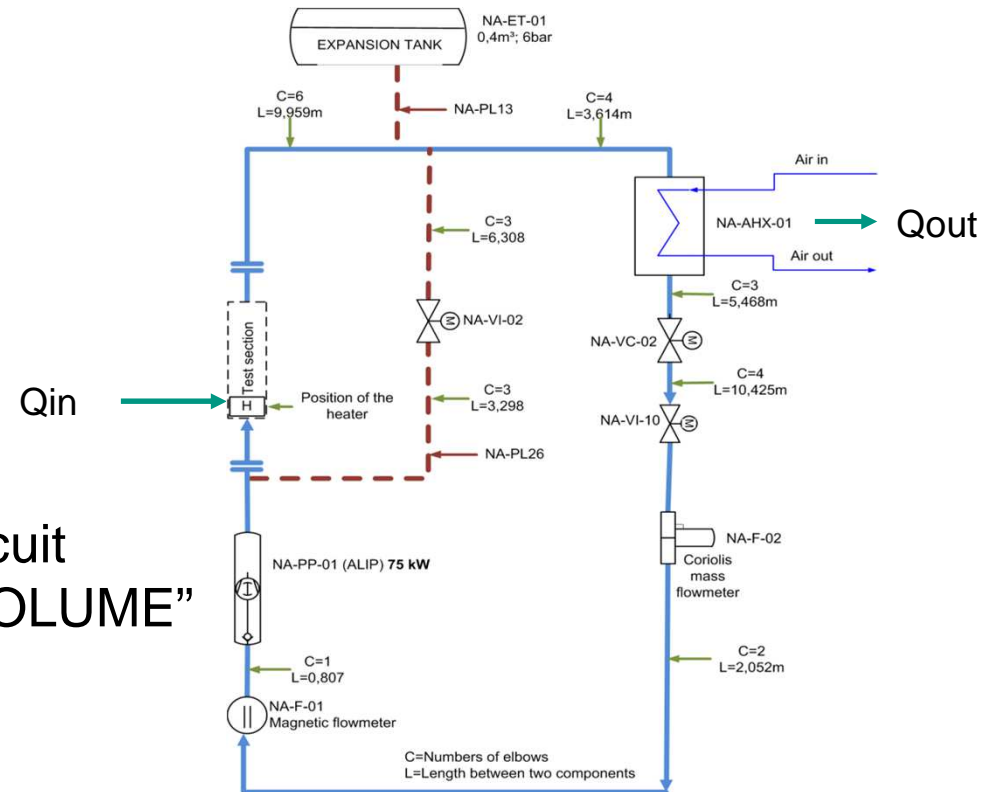 NA-ET-01
0,4m³; 6bar
EXPANSION TANK
C=6
L=9,959m
NA-PL13
C=4
L=3,614m
Air in
NA-AHX-01
Qout
Air out
C=3
L=6,308
C=3
L=5,468m
NA-VI-02
M
NA-VC-02
M
Test section
H
Qin
Position of the
heater
C=3
L=3,298
C=4
L=10,425m
NA-VI-10
M
NA-PL26
cuit
OLUME”
NA-PP-01 (ALIP) 75 kW
NA-F-02
Coriolis
mass
flowmeter
C=1
L=0,807
C=2
L=2,052m
NA-F-01
Magnetic flowmeter
C=Numbers of elbows
L=Length between two components